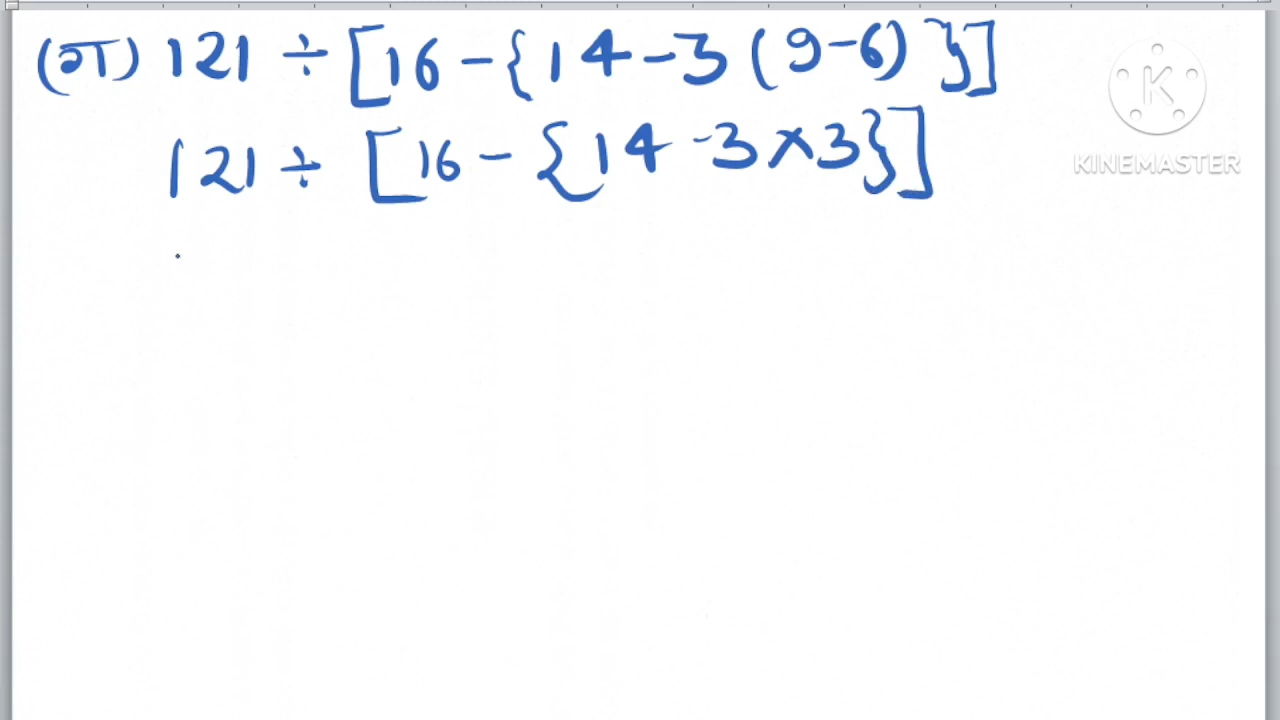 (ग) 121 ÷ [16 - {14 - 3 (9 - 6) }]
121 ÷ [16 - {14 - 3 × 3}]
KINEMASTER